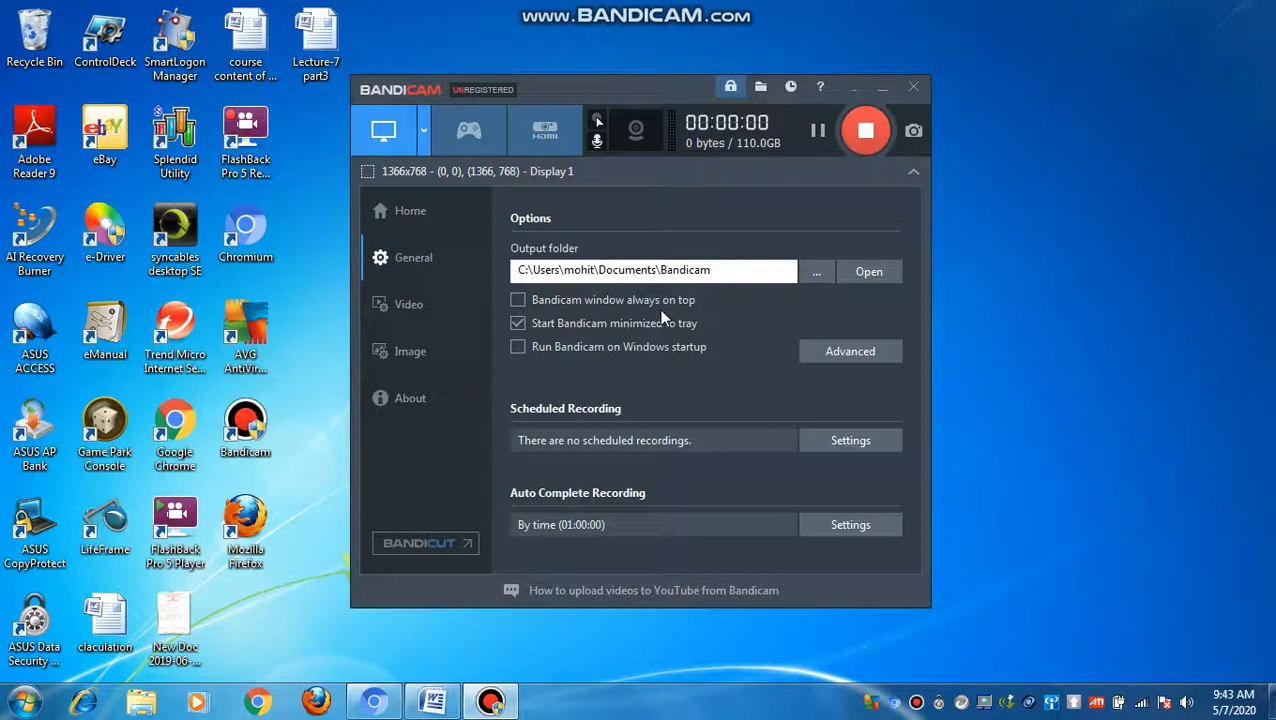 www.BANDICAM.com
Recycle Bin
ControlDeck
SmartLogon
Manager
course
content of ...
Lecture-7
part3
Adobe
Reader 9
eBay
Splendid
Utility
FlashBack
Pro 5 Re...
AI Recovery
Burner
e-Driver
syncables
desktop SE
Chromium
ASUS
ACCESS
eManual
Trend Micro
Internet Se...
AVG
AntiVir...
ASUS AP
Bank
Game Park
Console
Google
Chrome
Bandicam
ASUS
CopyProtect
LifeFrame
FlashBack
Pro 5 Player
Mozilla
Firefox
ASUS Data
Security ...
claculation
New Doc
2019-06-...
BANDICAM UNREGISTERED
HDMI
00:00:00
0 bytes / 110.0GB
1366x768 - (0, 0), (1366, 768) - Display 1
Home
General
Video
Image
About
BANDICUT
Options
Output folder
C:\Users\mohit\Documents\Bandicam
...
Open
Bandicam window always on top
Start Bandicam minimized to tray
Run Bandicam on Windows startup
Advanced
Scheduled Recording
There are no scheduled recordings.
Settings
Auto Complete Recording
By time (01:00:00)
Settings
How to upload videos to YouTube from Bandicam
ATI
9:43 AM
5/7/2020